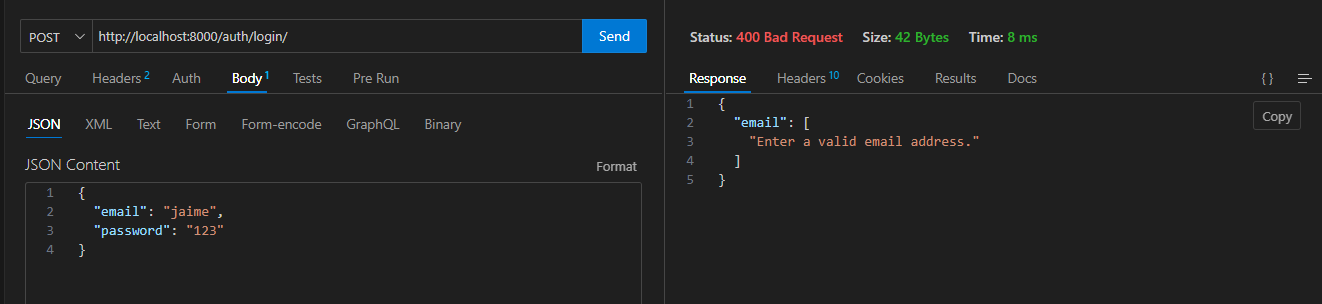 POST http://localhost:8000/auth/login/ Send
Query Headers 2 Auth Body 1 Tests Pre Run
JSON XML Text Form Form-encode GraphQL Binary
JSON Content Format
1 {
2 "email": "jaime",
3 "password": "123"
4 }
Status: 400 Bad Request Size: 42 Bytes Time: 8 ms
Response Headers 10 Cookies Results Docs { }
1 {
2 "email": [
3 "Enter a valid email address."
4 ]
5 }
Copy